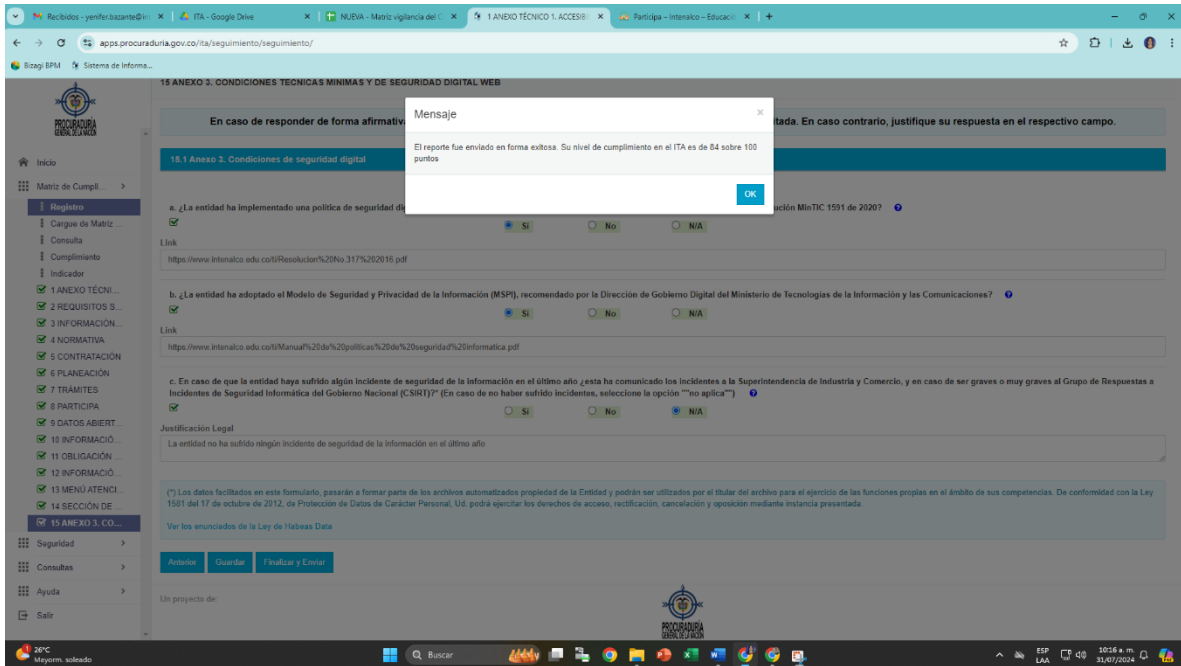 Recibidos - yenifer.bazante@in
ITA - Google Drive
NUEVA - Matriz vigilancia del C
1 ANEXO TÉCNICO 1. ACCESIB
Participa – Intenalco – Educació
apps.procuraduria.gov.co/ita/seguimiento/seguimiento/
Bizagi BPM
Sistema de Informa...
15 ANEXO 3. CONDICIONES TÉCNICAS MÍNIMAS Y DE SEGURIDAD DIGITAL WEB
PROCURADURÍA
GENERAL DE LA NACIÓN
En caso de responder de forma afirmativ
itada. En caso contrario, justifique su respuesta en el respectivo campo.
Mensaje
×
El reporte fue enviado en forma exitosa. Su nivel de cumplimiento en el ITA es de 84 sobre 100
puntos
OK
Inicio
Matriz de Cumpli...
Registro
Cargue de Matriz ...
Consulta
Cumplimiento
Indicador
1 ANEXO TÉCNI...
2 REQUISITOS S...
3 INFORMACIÓN...
4 NORMATIVA
5 CONTRATACIÓN
6 PLANEACIÓN
7 TRÁMITES
8 PARTICIPA
9 DATOS ABIERT...
10 INFORMACIÓ...
11 OBLIGACIÓN ...
12 INFORMACIÓ...
13 MENÚ ATENCI...
14 SECCIÓN DE ...
15 ANEXO 3. CO...
Seguridad
Consultas
Ayuda
Salir
15.1 Anexo 3. Condiciones de seguridad digital
a. ¿La entidad ha implementado una política de seguridad di
ución MinTIC 1591 de 2020?
Sí No N/A
Link
https://www.intenalco.edu.co/ti/Resolucion%20No.317%202016.pdf
b. ¿La entidad ha adoptado el Modelo de Seguridad y Privacidad de la Información (MSPI), recomendado por la Dirección de Gobierno Digital del Ministerio de Tecnologías de la Información y las Comunicaciones?
Sí No N/A
Link
https://www.intenalco.edu.co/ti/Manual%20de%20politicas%20de%20seguridad%20informatica.pdf
c. En caso de que la entidad haya sufrido algún incidente de seguridad de la información en el último año ¿esta ha comunicado los incidentes a la Superintendencia de Industria y Comercio, y en caso de ser graves o muy graves al Grupo de Respuestas a
Incidentes de Seguridad Informática del Gobierno Nacional (CSIRT)?* (En caso de no haber sufrido incidentes, seleccione la opción ""no aplica"")
Sí No N/A
Justificación Legal
La entidad no ha sufrido ningún incidente de seguridad de la información en el último año
(*) Los datos facilitados en este formulario, pasarán a formar parte de los archivos automatizados propiedad de la Entidad y podrán ser utilizados por el titular del archivo para el ejercicio de las funciones propias en el ámbito de sus competencias. De conformidad con la Ley
1581 del 17 de octubre de 2012, de Protección de Datos de Carácter Personal, Ud. podrá ejercitar los derechos de acceso, rectificación, cancelación y oposición mediante instancia presentada.
Ver los enunciados de la Ley de Habeas Data
Anterior
Guardar
Finalizar y Enviar
Un proyecto de:
PROCURADURÍA
GENERAL DE LA NACIÓN
26°C
Mayorm. soleado
Buscar
ESP
LAA
10:16 a. m.
31/07/2024